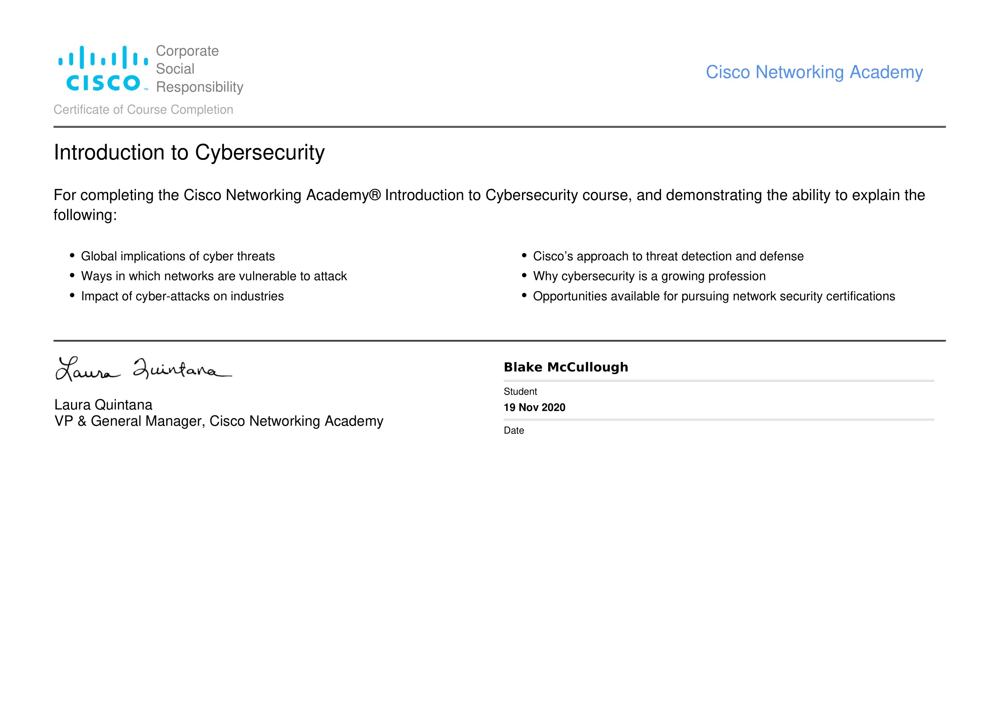 Corporate
Social
Responsibility
CISCO™
Cisco Networking Academy
Certificate of Course Completion
Introduction to Cybersecurity
For completing the Cisco Networking Academy® Introduction to Cybersecurity course, and demonstrating the ability to explain the
following:
• Global implications of cyber threats
• Ways in which networks are vulnerable to attack
• Impact of cyber-attacks on industries
• Cisco’s approach to threat detection and defense
• Why cybersecurity is a growing profession
• Opportunities available for pursuing network security certifications
Laura Quintana
Laura Quintana
VP & General Manager, Cisco Networking Academy
Blake McCullough
Student
19 Nov 2020
Date